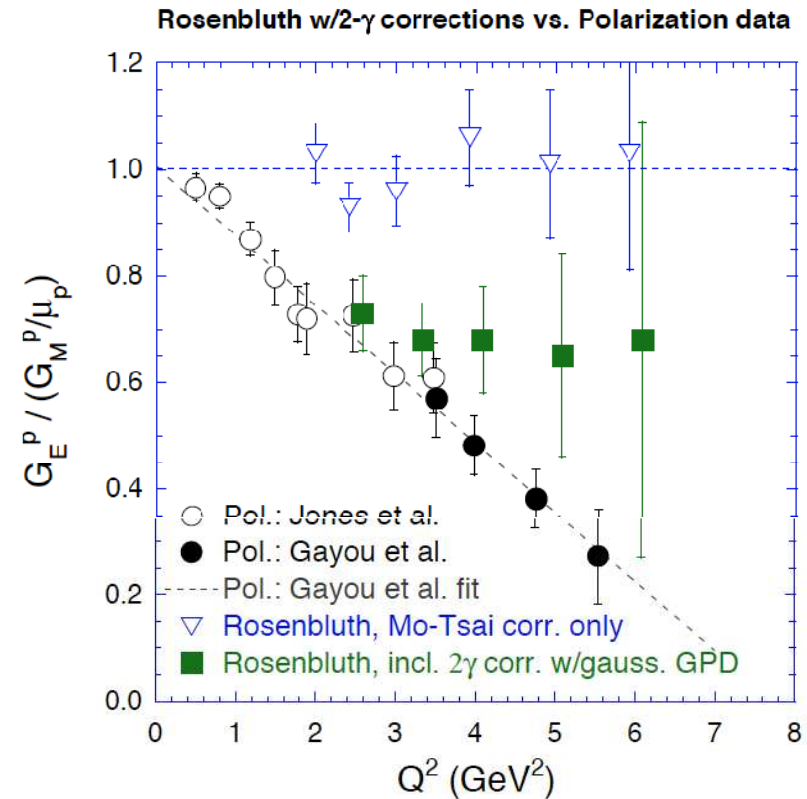 Rosenbluth w/2-γ corrections vs. Polarization data
1.2
1.0
0.8
0.6
0.4
0.2
0.0
G_E^p / (G_M^p/μ_p)
Pol.: Jones et al.
Pol.: Gayou et al.
Pol.: Gayou et al. fit
Rosenbluth, Mo-Tsai corr. only
Rosenbluth, incl. 2γ corr. w/gauss. GPD
0 1 2 3 4 5 6 7 8
Q² (GeV²)